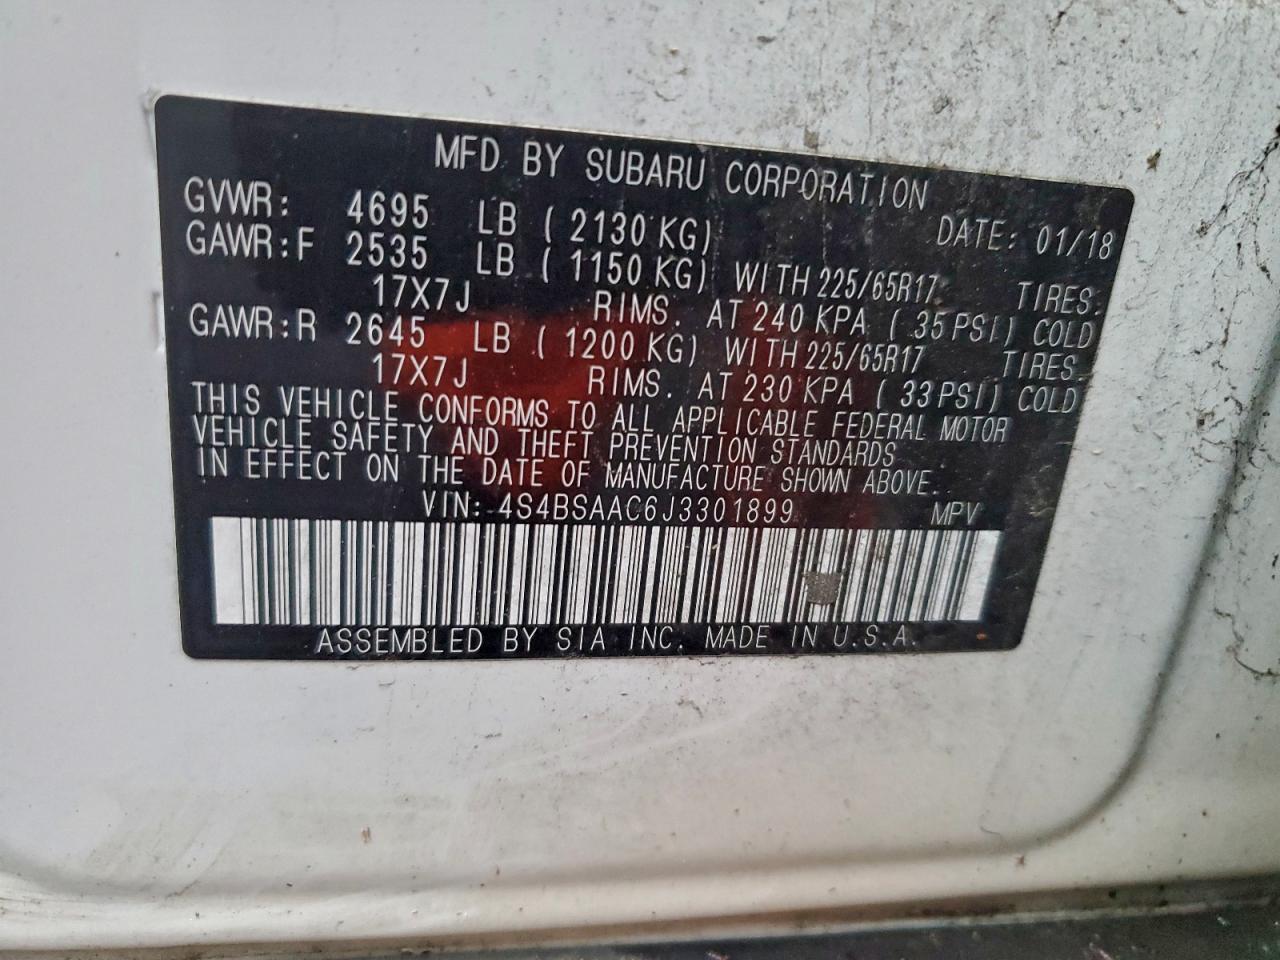 MFD BY SUBARU CORPORATION
GVWR: 4695 LB ( 2130 KG) DATE: 01/18
GAWR:F 2535 LB ( 1150 KG) WITH 225/65R17 TIRES,
17X7J RIMS. AT 240 KPA ( 35 PSI) COLD
GAWR:R 2645 LB ( 1200 KG) WITH 225/65R17 TIRES
17X7J RIMS. AT 230 KPA ( 33 PSI) COLD
THIS VEHICLE CONFORMS TO ALL APPLICABLE FEDERAL MOTOR
VEHICLE SAFETY AND THEFT PREVENTION STANDARDS
IN EFFECT ON THE DATE OF MANUFACTURE SHOWN ABOVE.
VIN: 4S4BSAAC6J3301899 MPV
ASSEMBLED BY SIA INC. MADE IN U.S.A.